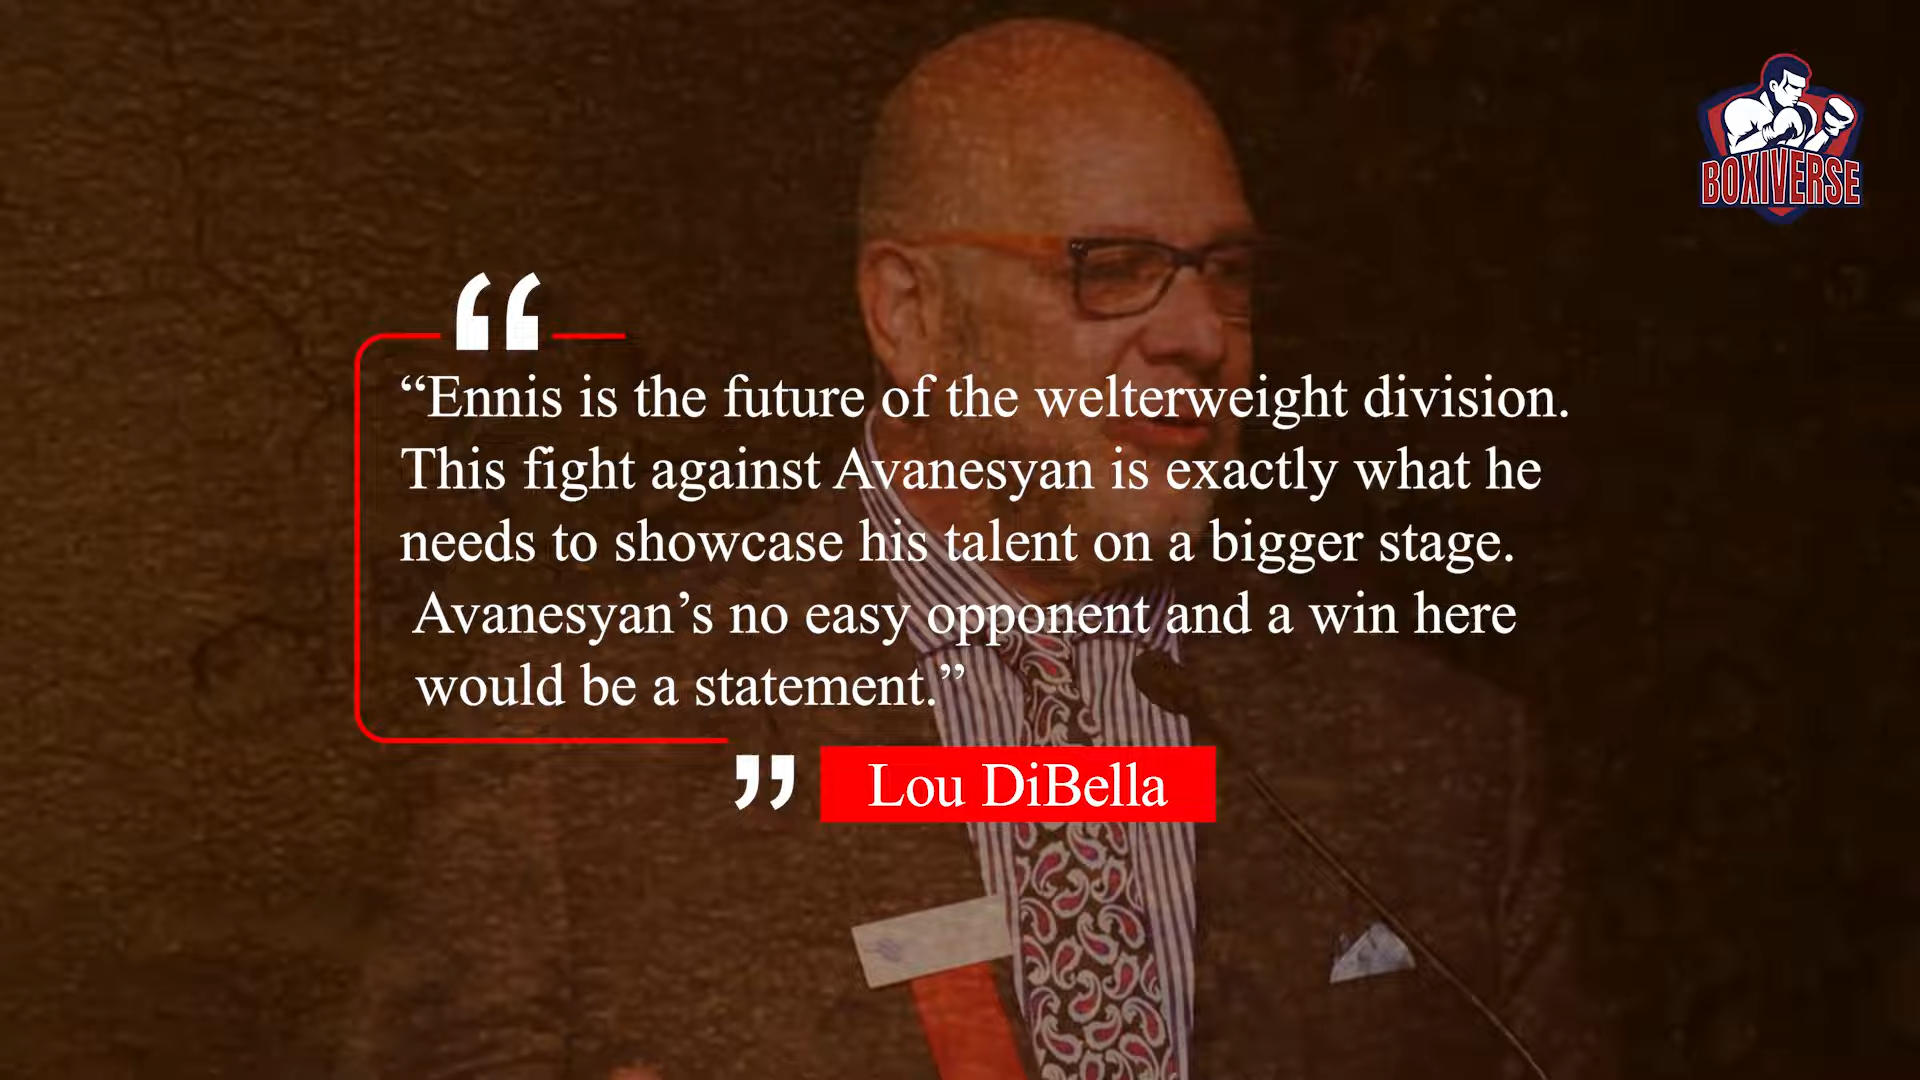 BOXIVERSE
“Ennis is the future of the welterweight division.
This fight against Avanesyan is exactly what he
needs to showcase his talent on a bigger stage.
Avanesyan’s no easy opponent and a win here
would be a statement.”
Lou DiBella